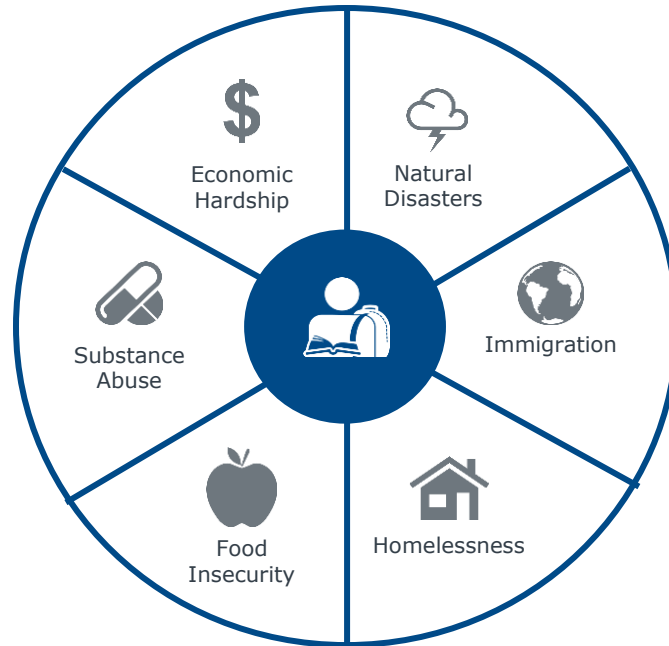 $
Economic
Hardship
Natural
Disasters
Substance
Abuse
Immigration
Food
Insecurity
Homelessness